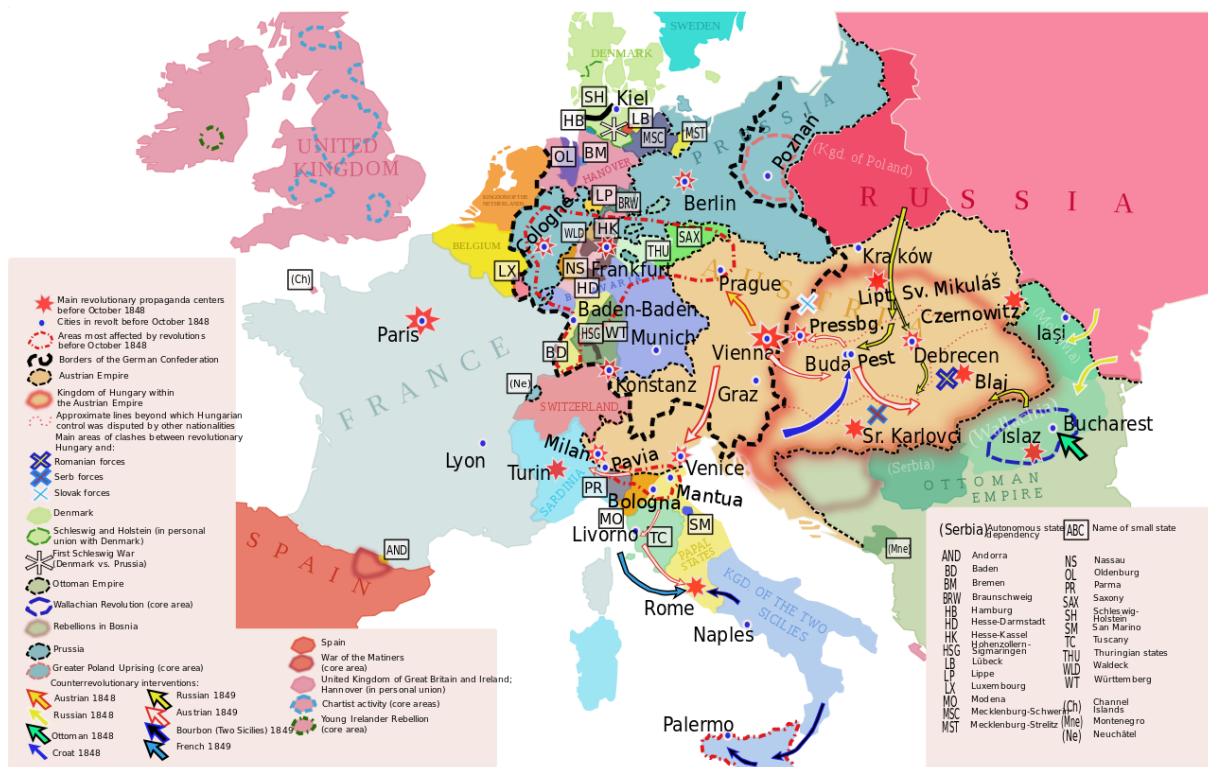 SWEDEN
DENMARK
SH
Kiel
HB
LB
MSC
MST
OL
BM
HANOVER
PRUSSIA
Poznań
(Kgd. of Poland)
RUSSIA
UNITED
KINGDOM
KINGDOM OF THE
NETHERLANDS
LP
BRW
Berlin
Cologne
WLD
HK
SAX
THU
BELGIUM
LX
NS
Frankfurt
HD
BAVARIA
AUSTRIA
Prague
Kraków
Lipt. Sv. Mikuláš
Czernowitz
Iași
(Ch)
Paris
FRANCE
Baden-Baden
HSG
WT
BD
Munich
Vienna
Pressbg.
Buda
Pest
Debrecen
Blaj
Konstanz
Graz
(Ne)
SWITZERLAND
Lyon
Milan
Pavia
Turin
SARDINIA
PR
Venice
Mantua
Bologna
MO
Sr. Karlovci
(Serbia)
Islaz
Bucharest
OTTOMAN
EMPIRE
Livorno
TC
SM
PAPAL
STATES
(Mne)
SPAIN
AND
Rome
KGD OF THE TWO
SICILIES
Naples
Palermo
Main revolutionary propaganda centers
before October 1848
Cities in revolt before October 1848
Areas most affected by revolutions
before October 1848
Borders of the German Confederation
Austrian Empire
Kingdom of Hungary within
the Austrian Empire
Approximate lines beyond which Hungarian
control was disputed by other nationalities
Main areas of clashes between revolutionary
Hungary and:
Romanian forces
Serb forces
Slovak forces
Denmark
Schleswig and Holstein (in personal
union with Denmark)
First Schleswig War
(Denmark vs. Prussia)
Ottoman Empire
Wallachian Revolution (core area)
Rebellions in Bosnia
Prussia
Greater Poland Uprising (core area)
Counterrevolutionary interventions:
Austrian 1848
Russian 1848
Ottoman 1848
Croat 1848
Russian 1849
Austrian 1849
Bourbon (Two Sicilies) 1849
French 1849
Spain
War of the Matiners
(core area)
United Kingdom of Great Britain and Ireland;
Hannover (in personal union)
Chartist activity (core areas)
Young Irelander Rebellion
(core area)
(Serbia) Autonomous state/
dependency
ABC Name of small state
AND Andorra
BD Baden
BM Bremen
BRW Braunschweig
HB Hamburg
HD Hesse-Darmstadt
HK Hesse-Kassel
HSG Hohenzollern-
Sigmaringen
LB Lübeck
LP Lippe
LX Luxembourg
MO Modena
MSC Mecklenburg-Schwerin
MST Mecklenburg-Strelitz
NS Nassau
OL Oldenburg
PR Parma
SAX Saxony
SH Schleswig-
Holstein
SM San Marino
TC Tuscany
THU Thuringian states
WLD Waldeck
WT Württemberg
(Ch) Channel
Islands
(Mne) Montenegro
(Ne) Neuchâtel